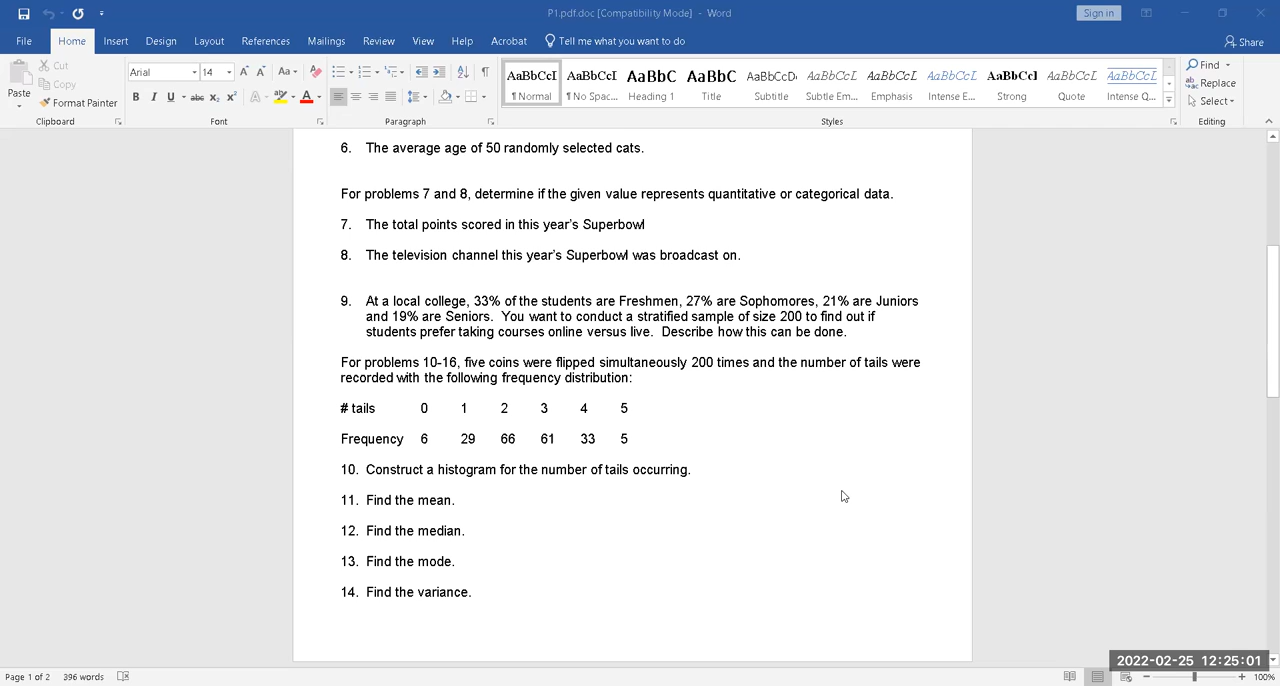 P1.pdf.doc [Compatibility Mode] - Word
Sign in
File Home Insert Design Layout References Mailings Review View Help Acrobat Tell me what you want to do Share
Paste
Cut
Copy
Format Painter
Clipboard
Arial 14
Font
Paragraph
AaBbCcI AaBbCcI AaBbC AaBbC AaBbCcD AaBbCcL AaBbCcL AaBbCcL AaBbCcI AaBbCcL AaBbCcL
¶ Normal ¶ No Spac... Heading 1 Title Subtitle Subtle Em... Emphasis Intense E... Strong Quote Intense Q...
Styles
Find
Replace
Select
Editing
6. The average age of 50 randomly selected cats.
For problems 7 and 8, determine if the given value represents quantitative or categorical data.
7. The total points scored in this year's Superbowl
8. The television channel this year's Superbowl was broadcast on.
9. At a local college, 33% of the students are Freshmen, 27% are Sophomores, 21% are Juniors
and 19% are Seniors. You want to conduct a stratified sample of size 200 to find out if
students prefer taking courses online versus live. Describe how this can be done.
For problems 10-16, five coins were flipped simultaneously 200 times and the number of tails were
recorded with the following frequency distribution:
# tails 0 1 2 3 4 5
Frequency 6 29 66 61 33 5
10. Construct a histogram for the number of tails occurring.
11. Find the mean.
12. Find the median.
13. Find the mode.
14. Find the variance.
2022-02-25 12:25:01
Page 1 of 2 396 words 100%